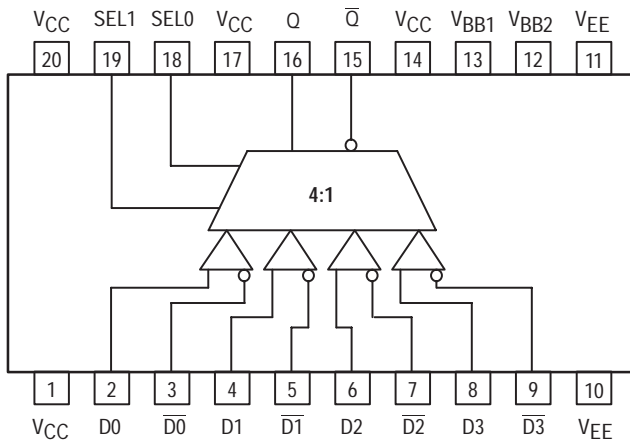 VCC SEL1 SEL0 VCC Q Q̅ VCC VBB1 VBB2 VEE
20 19 18 17 16 15 14 13 12 11
4:1
1 2 3 4 5 6 7 8 9 10
VCC D0 D̅0̅ D1 D̅1̅ D2 D̅2̅ D3 D̅3̅ VEE